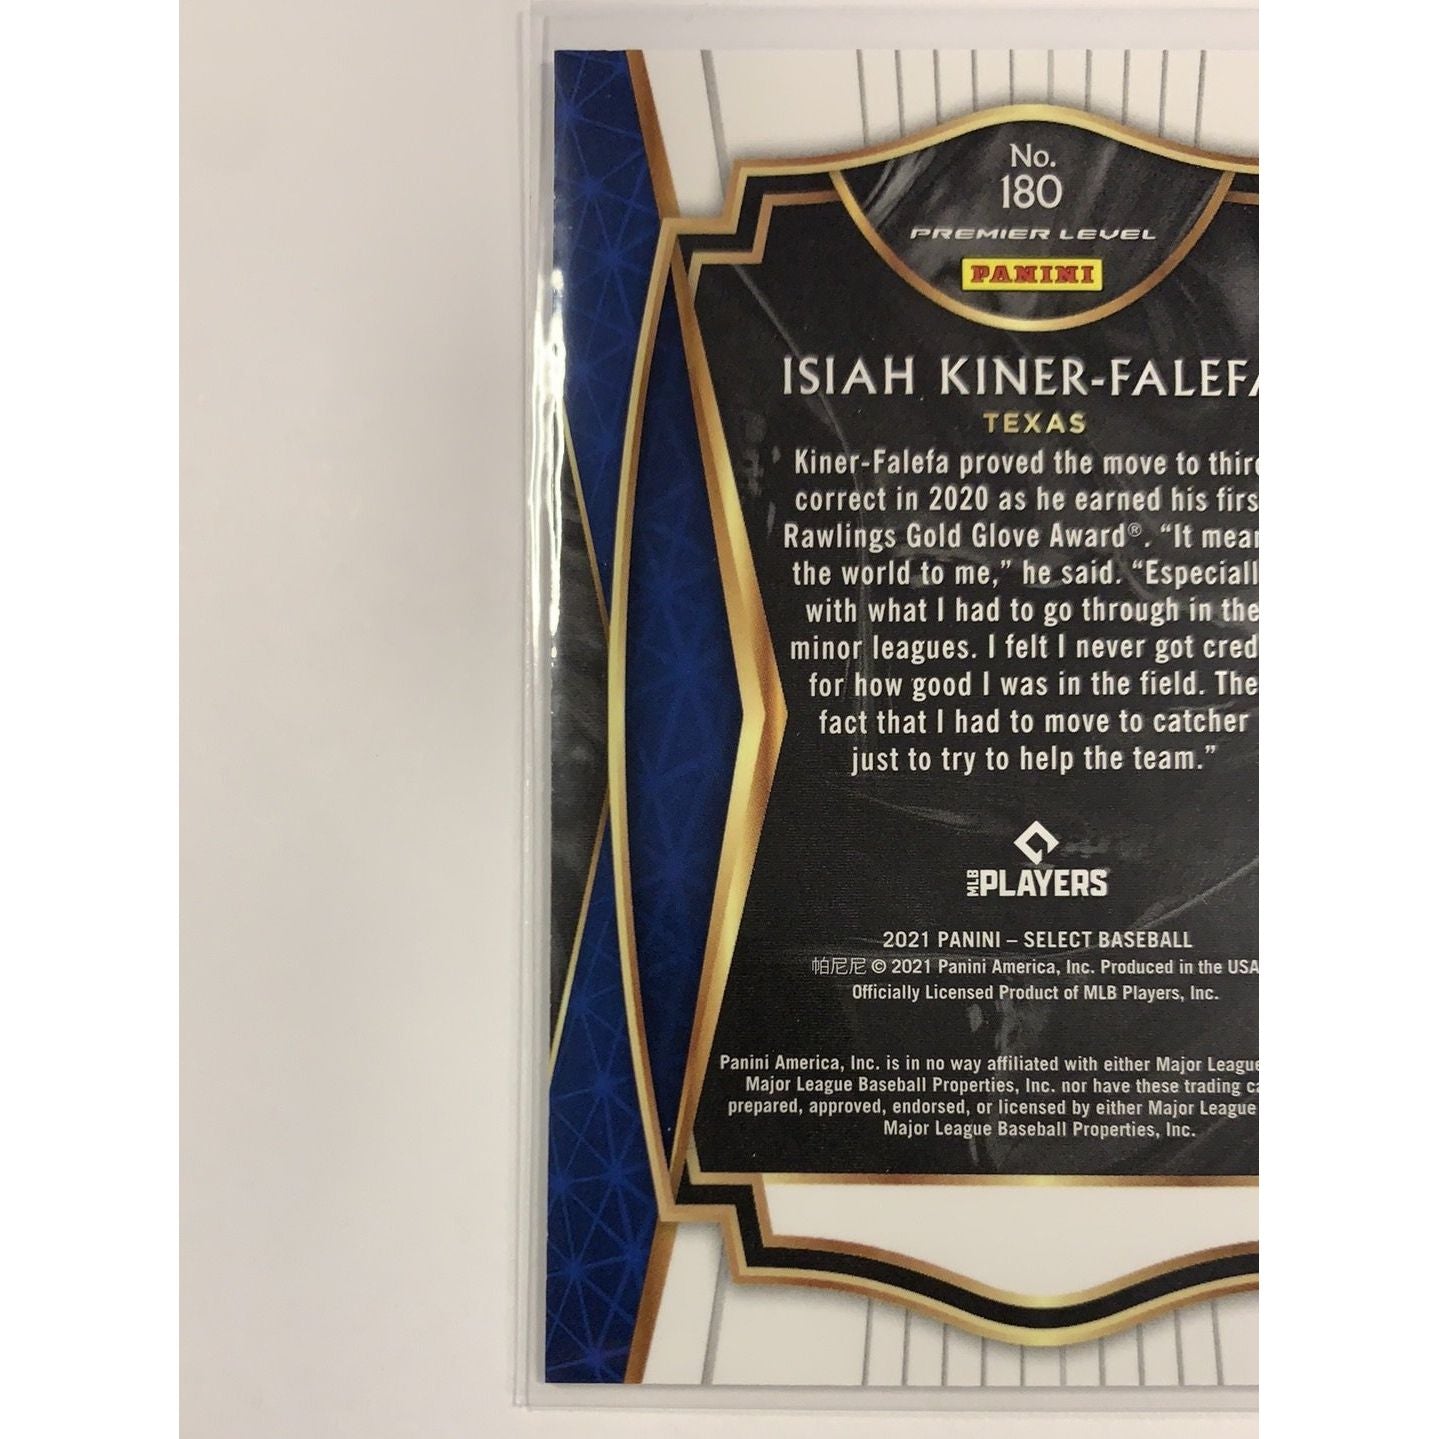 No.
180
PREMIER LEVEL
PANINI
ISIAH KINER-FALEFA
TEXAS
Kiner-Falefa proved the move to thir
correct in 2020 as he earned his firs
Rawlings Gold Glove Award®. “It mea
the world to me,” he said. “Especiall
with what I had to go through in the
minor leagues. I felt I never got cred
for how good I was in the field. The
fact that I had to move to catcher
just to try to help the team.”
MLB PLAYERS
2021 PANINI – SELECT BASEBALL
帕尼尼 © 2021 Panini America, Inc. Produced in the USA
Officially Licensed Product of MLB Players, Inc.
Panini America, Inc. is in no way affiliated with either Major League
Major League Baseball Properties, Inc. nor have these trading ca
prepared, approved, endorsed, or licensed by either Major League
Major League Baseball Properties, Inc.